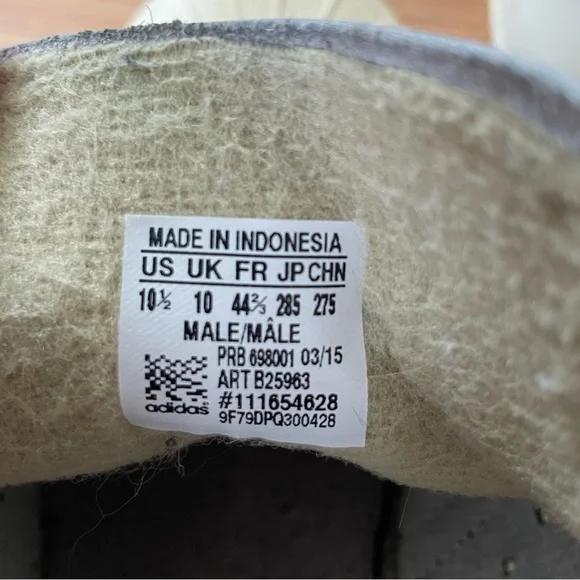 MADE IN INDONESIA
US UK FR JP CHN
10½ 10 44⅔ 285 275
MALE/MÂLE
PRB 698001 03/15
ART B25963
#111654628
adidas
9F79DPQ300428